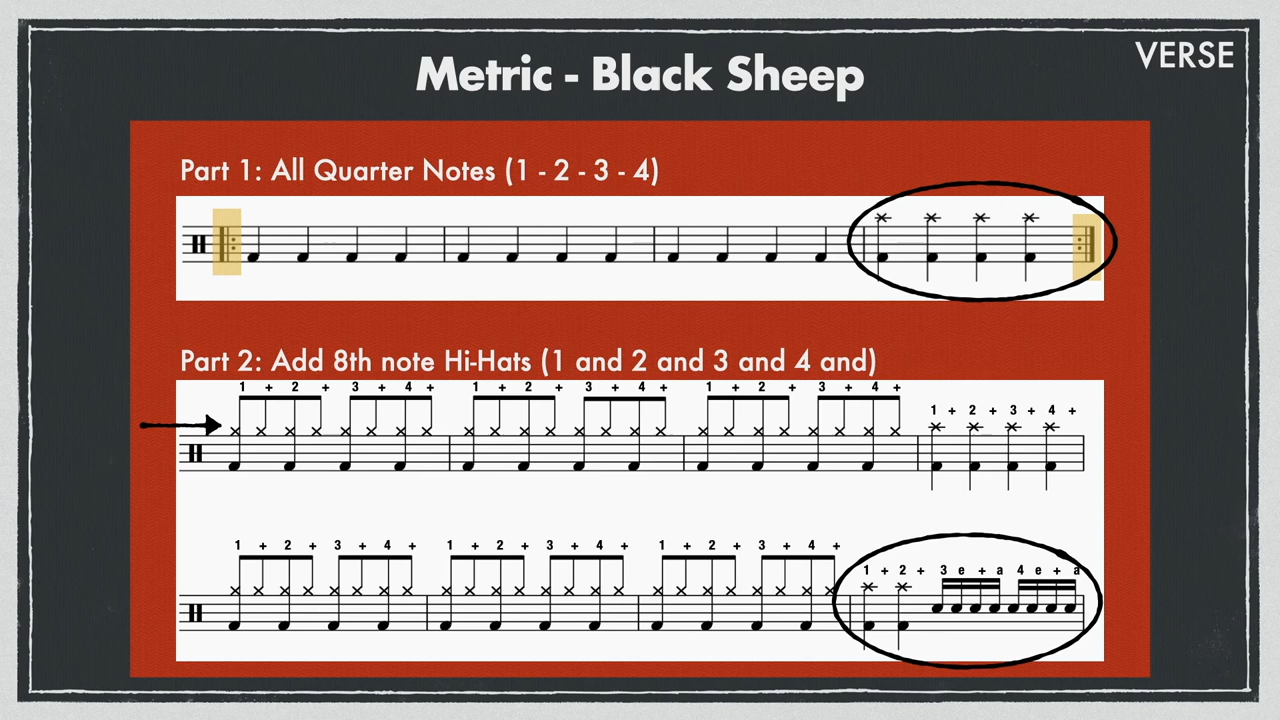 VERSE
Metric - Black Sheep
Part 1: All Quarter Notes (1 - 2 - 3 - 4)
Part 2: Add 8th note Hi-Hats (1 and 2 and 3 and 4 and)
1 + 2 + 3 + 4 + 1 + 2 + 3 + 4 + 1 + 2 + 3 + 4 + 1 + 2 + 3 + 4 +
1 + 2 + 3 + 4 + 1 + 2 + 3 + 4 + 1 + 2 + 3 + 4 + 1 + 2 + 3 e + a 4 e + a